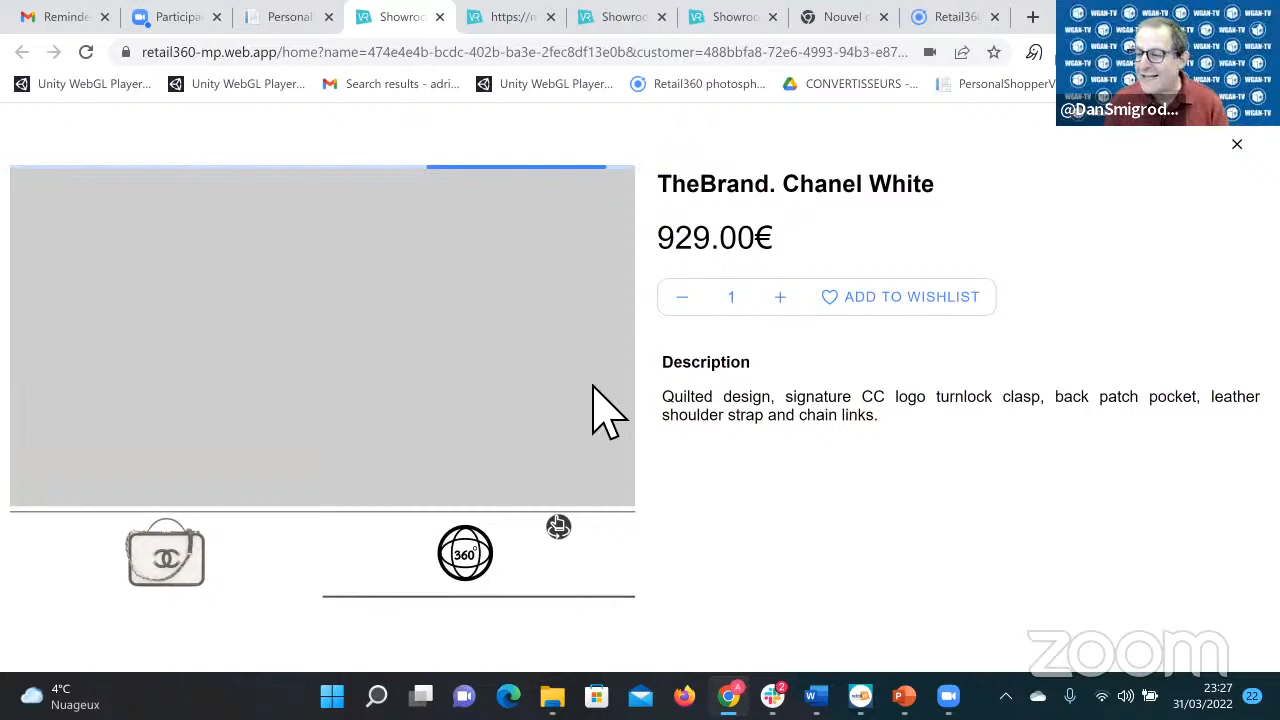 Reminde
Participa
Personal
Showroo
https://
Showroo
Showroo
Nouvel O
Retail36
retail360-mp.web.app/home?name=474e4e4b-bcdc-402b-ba2e-2fec8df13e0b&customer=488bbfa8-72e6-4993-94b3-e87...
Unity WebGL Player...
Unity WebGL Player...
Search results - adri...
Unity WebGL Player...
Retail360 photosph...
CONVERTISSEURS -...
PersonalShopperV
WGAN-TV
@DanSmigrod...
TheBrand. Chanel White
929.00€
1
ADD TO WISHLIST
Description
Quilted design, signature CC logo turnlock clasp, back patch pocket, leather
shoulder strap and chain links.
360°
zoom
4°C
Nuageux
23:27
31/03/2022
22